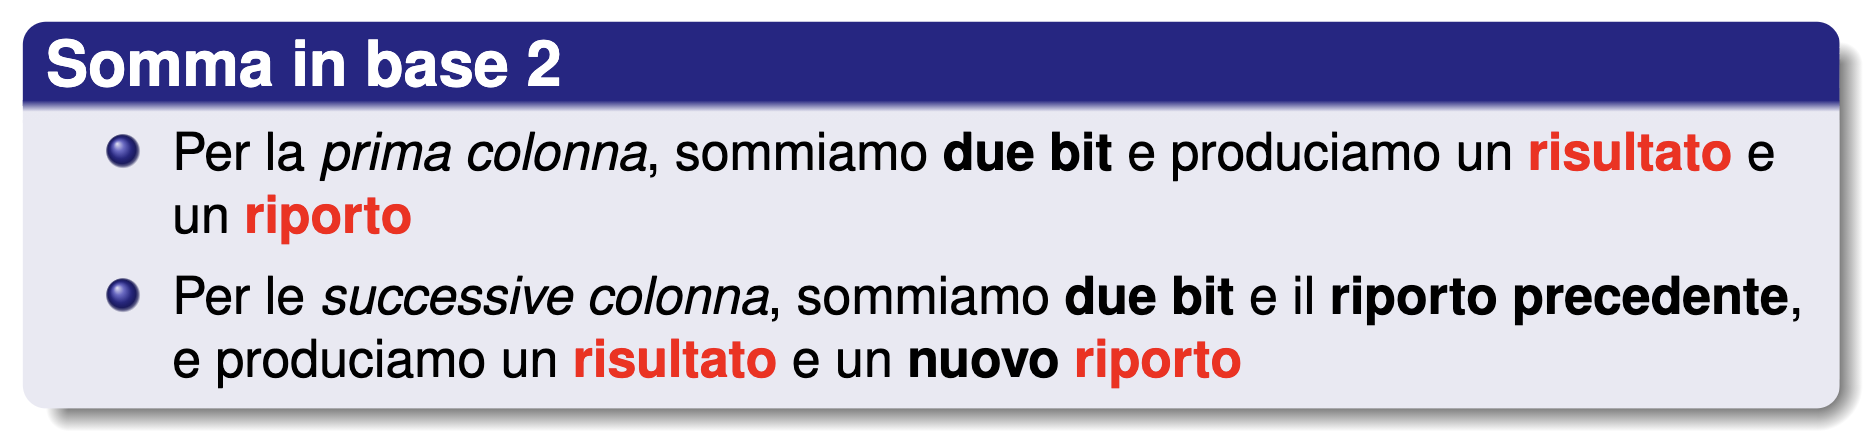 Somma in base 2
Per la prima colonna, sommiamo due bit e produciamo un risultato e
un riporto
Per le successive colonna, sommiamo due bit e il riporto precedente,
e produciamo un risultato e un nuovo riporto